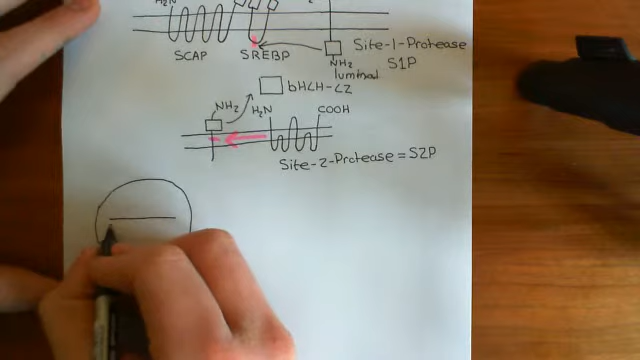 H2N
SCAP
SREBP
Site-1-Protease
S1P
NH2
luminal
bHLH-LZ
NH2
H2N
COOH
Site-2-Protease = S2P